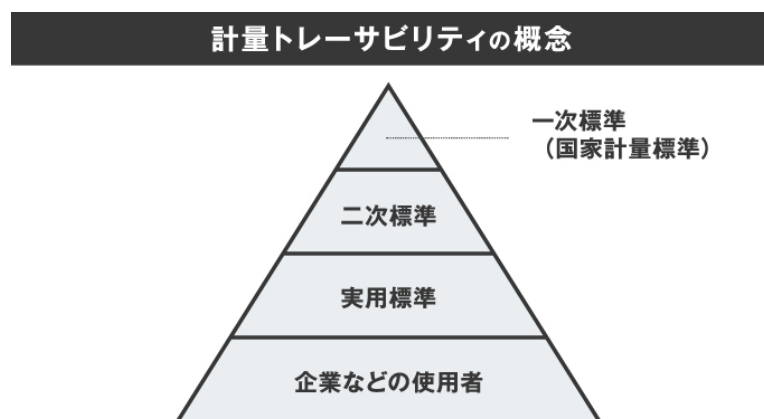 計量トレーサビリティの概念
一次標準
（国家計量標準）
二次標準
実用標準
企業などの使用者